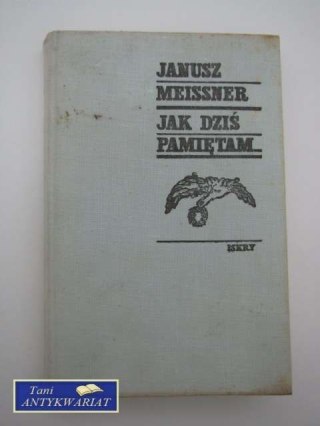 JANUSZ
MEISSNER
JAK DZIŚ
PAMIĘTAM...
ISKRY
Tani
ANTYKWARIAT